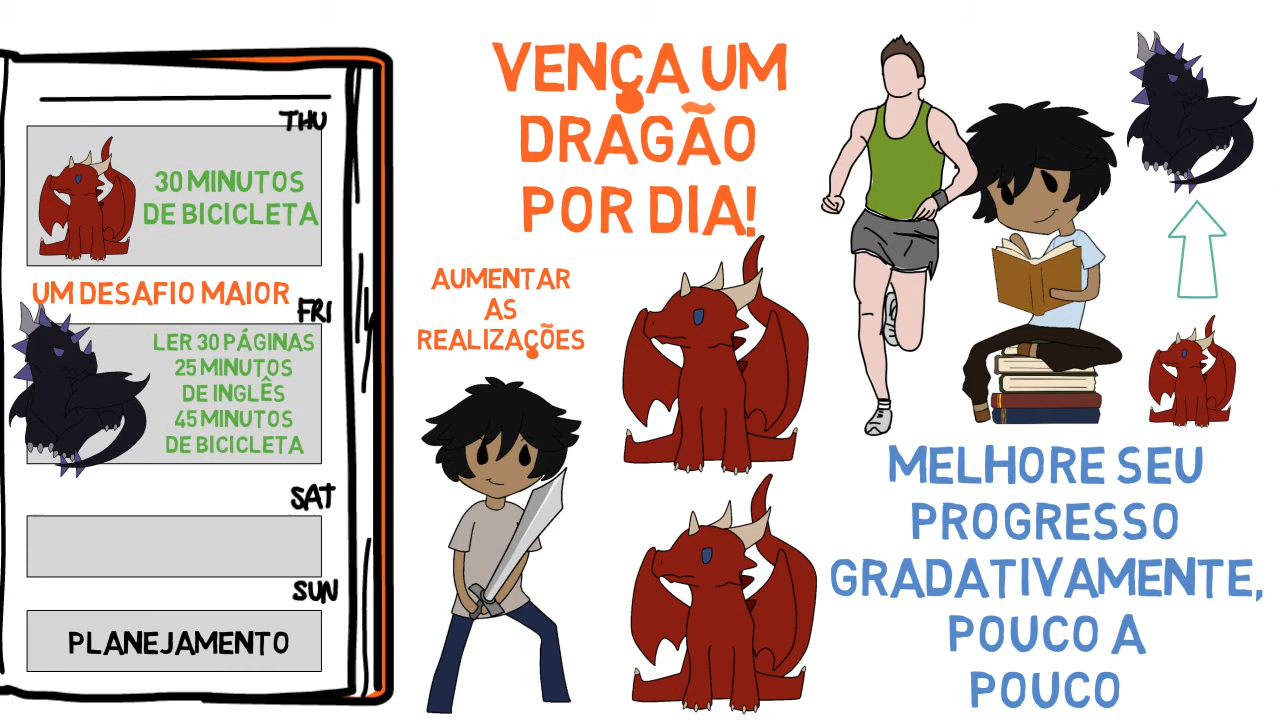 THU
30 MINUTOS
DE BICICLETA
UM DESAFIO MAIOR
FRI
LER 30 PÁGINAS
25 MINUTOS
DE INGLÊS
45 MINUTOS
DE BICICLETA
SAT
SUN
PLANEJAMENTO
VENÇA UM
DRAGÃO
POR DIA!
AUMENTAR
AS
REALIZAÇÕES
MELHORE SEU
PROGRESSO
GRADATIVAMENTE,
POUCO A
POUCO